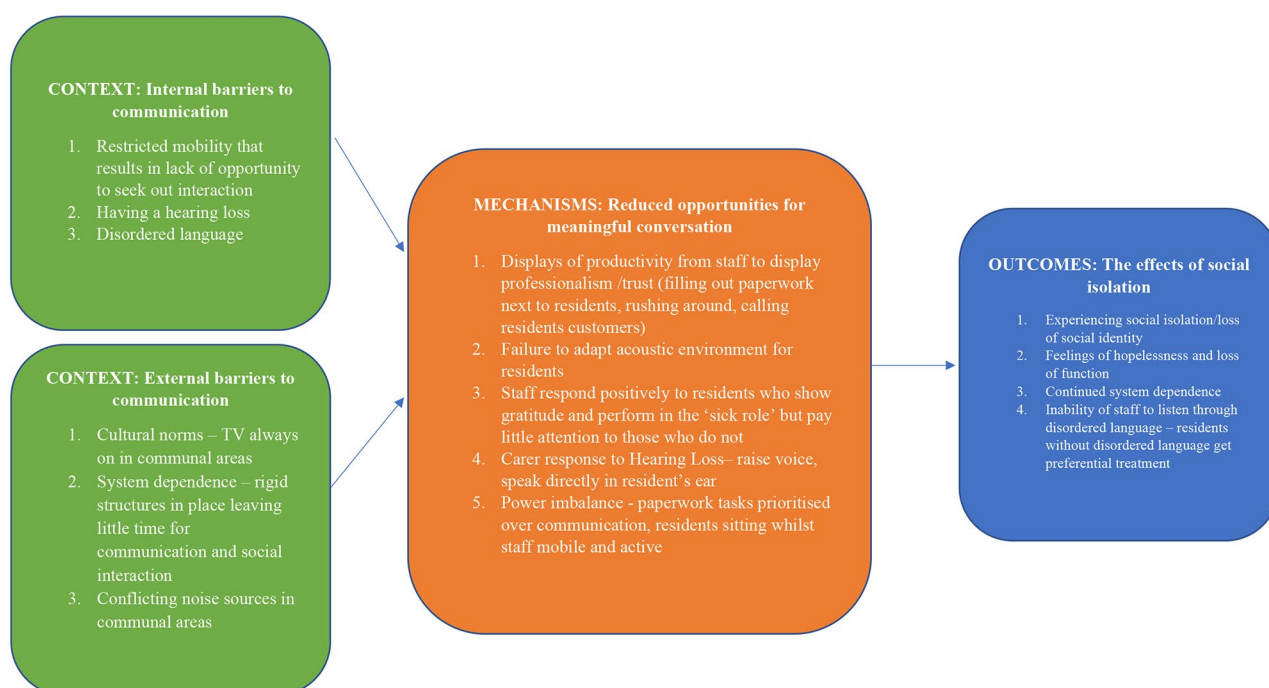 CONTEXT: Internal barriers to
communication
1. Restricted mobility that
results in lack of opportunity
to seek out interaction
2. Having a hearing loss
3. Disordered language
CONTEXT: External barriers to
communication
1. Cultural norms – TV always
on in communal areas
2. System dependence – rigid
structures in place leaving
little time for
communication and social
interaction
3. Conflicting noise sources in
communal areas
MECHANISMS: Reduced opportunities for
meaningful conversation
1. Displays of productivity from staff to display
professionalism /trust (filling out paperwork
next to residents, rushing around, calling
residents customers)
2. Failure to adapt acoustic environment for
residents
3. Staff respond positively to residents who show
gratitude and perform in the ‘sick role’ but pay
little attention to those who do not
4. Carer response to Hearing Loss– raise voice,
speak directly in resident’s ear
5. Power imbalance - paperwork tasks prioritised
over communication, residents sitting whilst
staff mobile and active
OUTCOMES: The effects of social
isolation
1. Experiencing social isolation/loss
of social identity
2. Feelings of hopelessness and loss
of function
3. Continued system dependence
4. Inability of staff to listen through
disordered language – residents
without disordered language get
preferential treatment